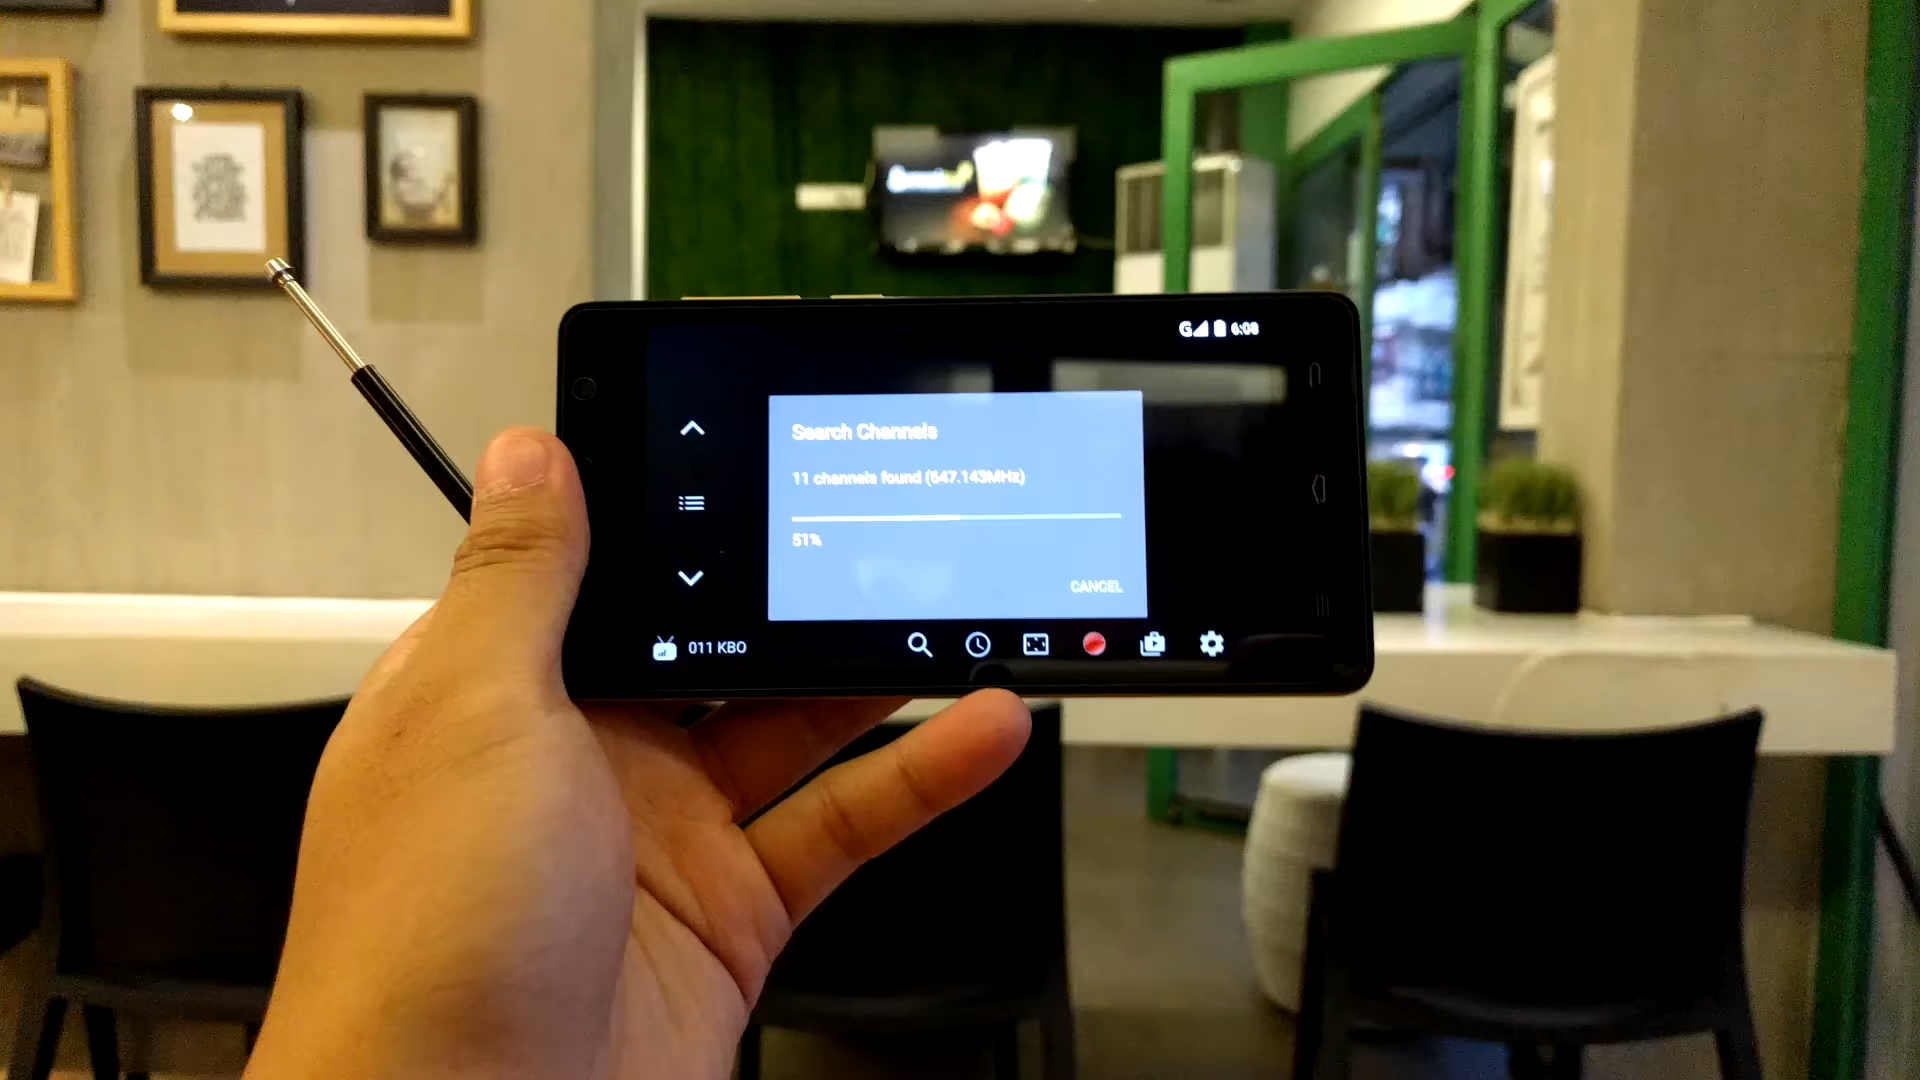 G 6:08
Search Channels
11 channels found (647.143MHz)
51%
CANCEL
011 KBO